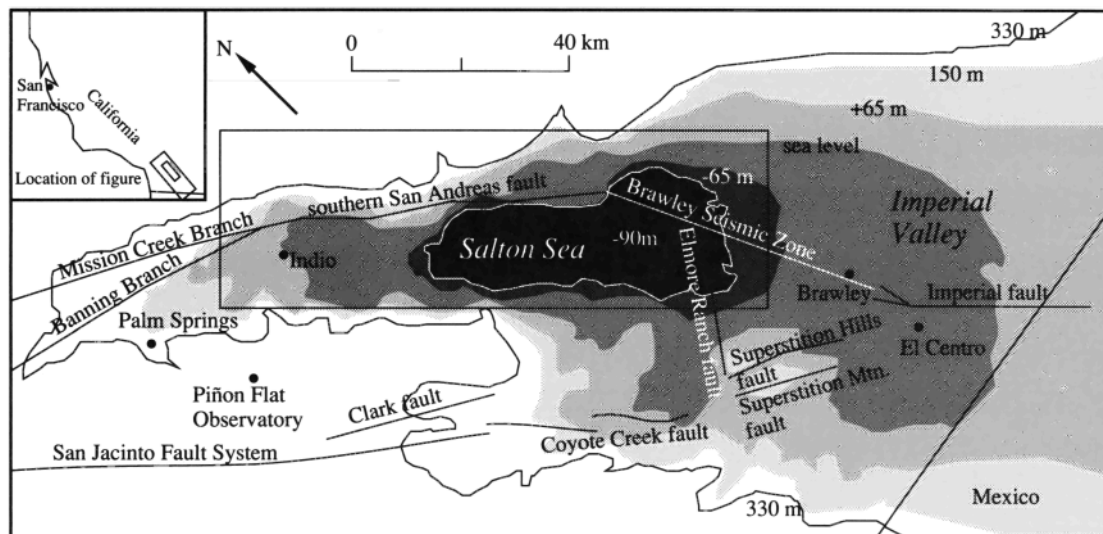 San
Francisco
California
Location of figure
N
0 40 km
330 m
150 m
+65 m
sea level
-65 m
Imperial
Valley
southern San Andreas fault
Mission Creek Branch
Banning Branch
Indio
Salton Sea
-90m
Brawley Seismic Zone
Elmore Ranch fault
Brawley
Imperial fault
El Centro
Palm Springs
Superstition Hills
fault
Superstition Mtn.
fault
Piñon Flat
Observatory
Clark fault
Coyote Creek fault
San Jacinto Fault System
Mexico
330 m